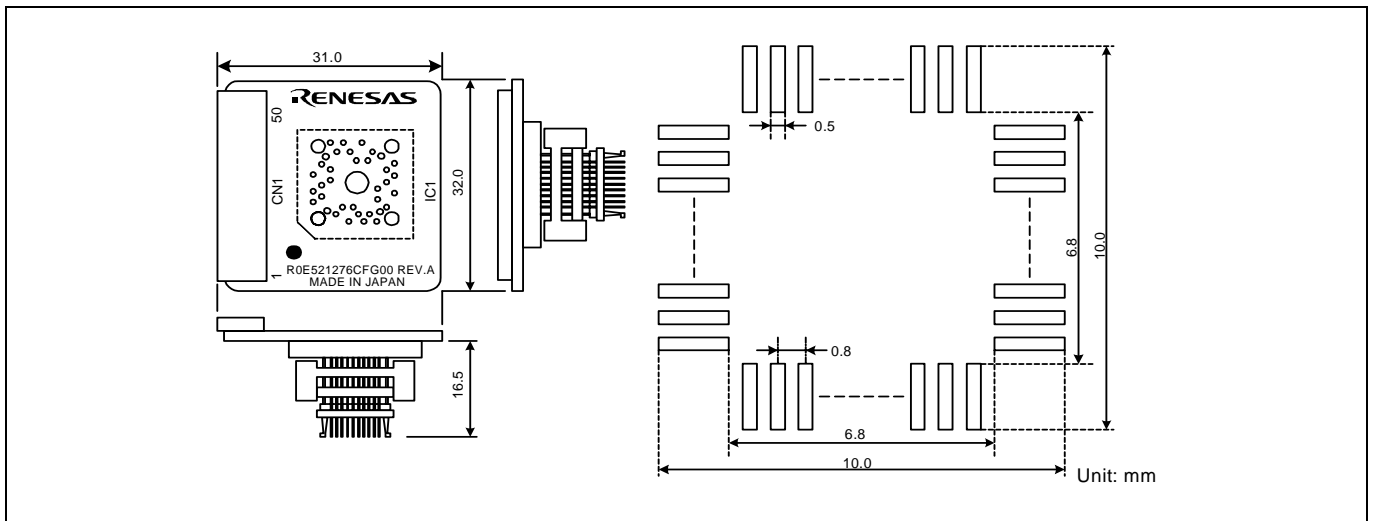 31.0
RENESAS
50
CN1
1
IC1
R0E521276CFG00 REV.A
MADE IN JAPAN
32.0
16.5
0.5
6.8
10.0
0.8
6.8
10.0
Unit: mm